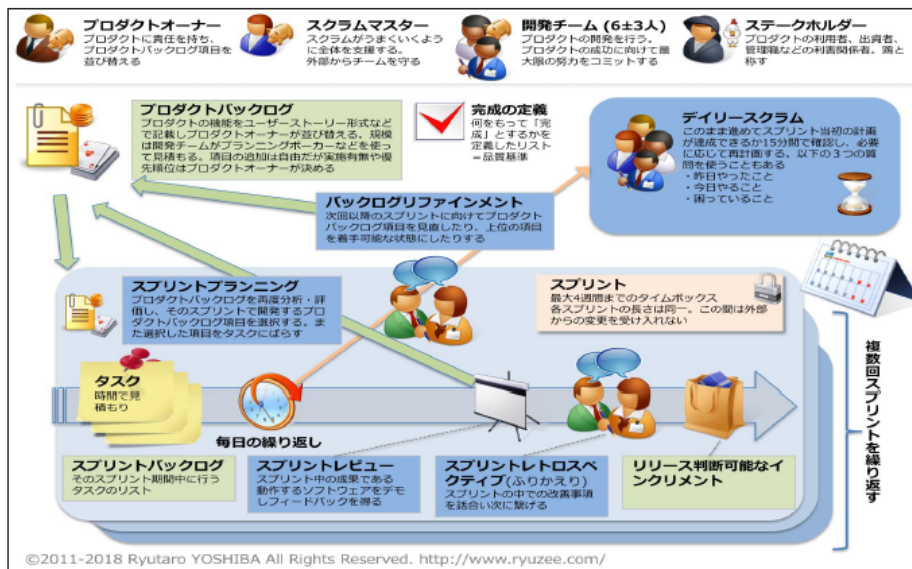 プロダクトオーナー
プロダクトに責任を持ち、
プロダクトバックログ項目を
並び替える
スクラムマスター
スクラムがうまくいくよう
に全体を支援する。
外部からチームを守る
開発チーム (6±3人)
プロダクトの開発を行う。
プロダクトの成功に向けて最
大限の努力をコミットする
ステークホルダー
プロダクトの利用者、出資者、
管理職などの利害関係者。鶏と
称す
プロダクトバックログ
プロダクトの機能をユーザーストーリー形式など
で記載しプロダクトオーナーが並び替える。規模
は開発チームがプランニングポーカーなどを使っ
て見積もる。項目の追加は自由だが実施有無や優
先順位はプロダクトオーナーが決める
完成の定義
何をもって「完
成」とするかを
定義したリスト
＝品質基準
デイリースクラム
このまま進めてスプリント当初の計画
が達成できるか15分間で確認し、必要
に応じて再計画する。以下の３つの質
問を使うこともある
・昨日やったこと
・今日やること
・困っていること
バックログリファインメント
次回以降のスプリントに向けてプロダクト
バックログ項目を見直したり、上位の項目
を着手可能な状態にしたりする
スプリントプランニング
プロダクトバックログを再度分析・評
価し、そのスプリントで開発するプロ
ダクトバックログ項目を選択する。ま
た選択した項目をタスクにばらす
スプリント
最大4週間までのタイムボックス
各スプリントの長さは同一。この間は外部
からの変更を受け入れない
複数回スプリントを繰り返す
タスク
時間で見
積もり
毎日の繰り返し
スプリントバックログ
そのスプリント期間中に行う
タスクのリスト
スプリントレビュー
スプリント中の成果である
動作するソフトウェアをデモ
しフィードバックを得る
スプリントレトロスペ
クティブ(ふりかえり)
スプリントの中での改善事項
を話合い次に繋げる
リリース判断可能なイ
ンクリメント
©2011-2018 Ryutaro YOSHIBA All Rights Reserved. http://www.ryuzee.com/